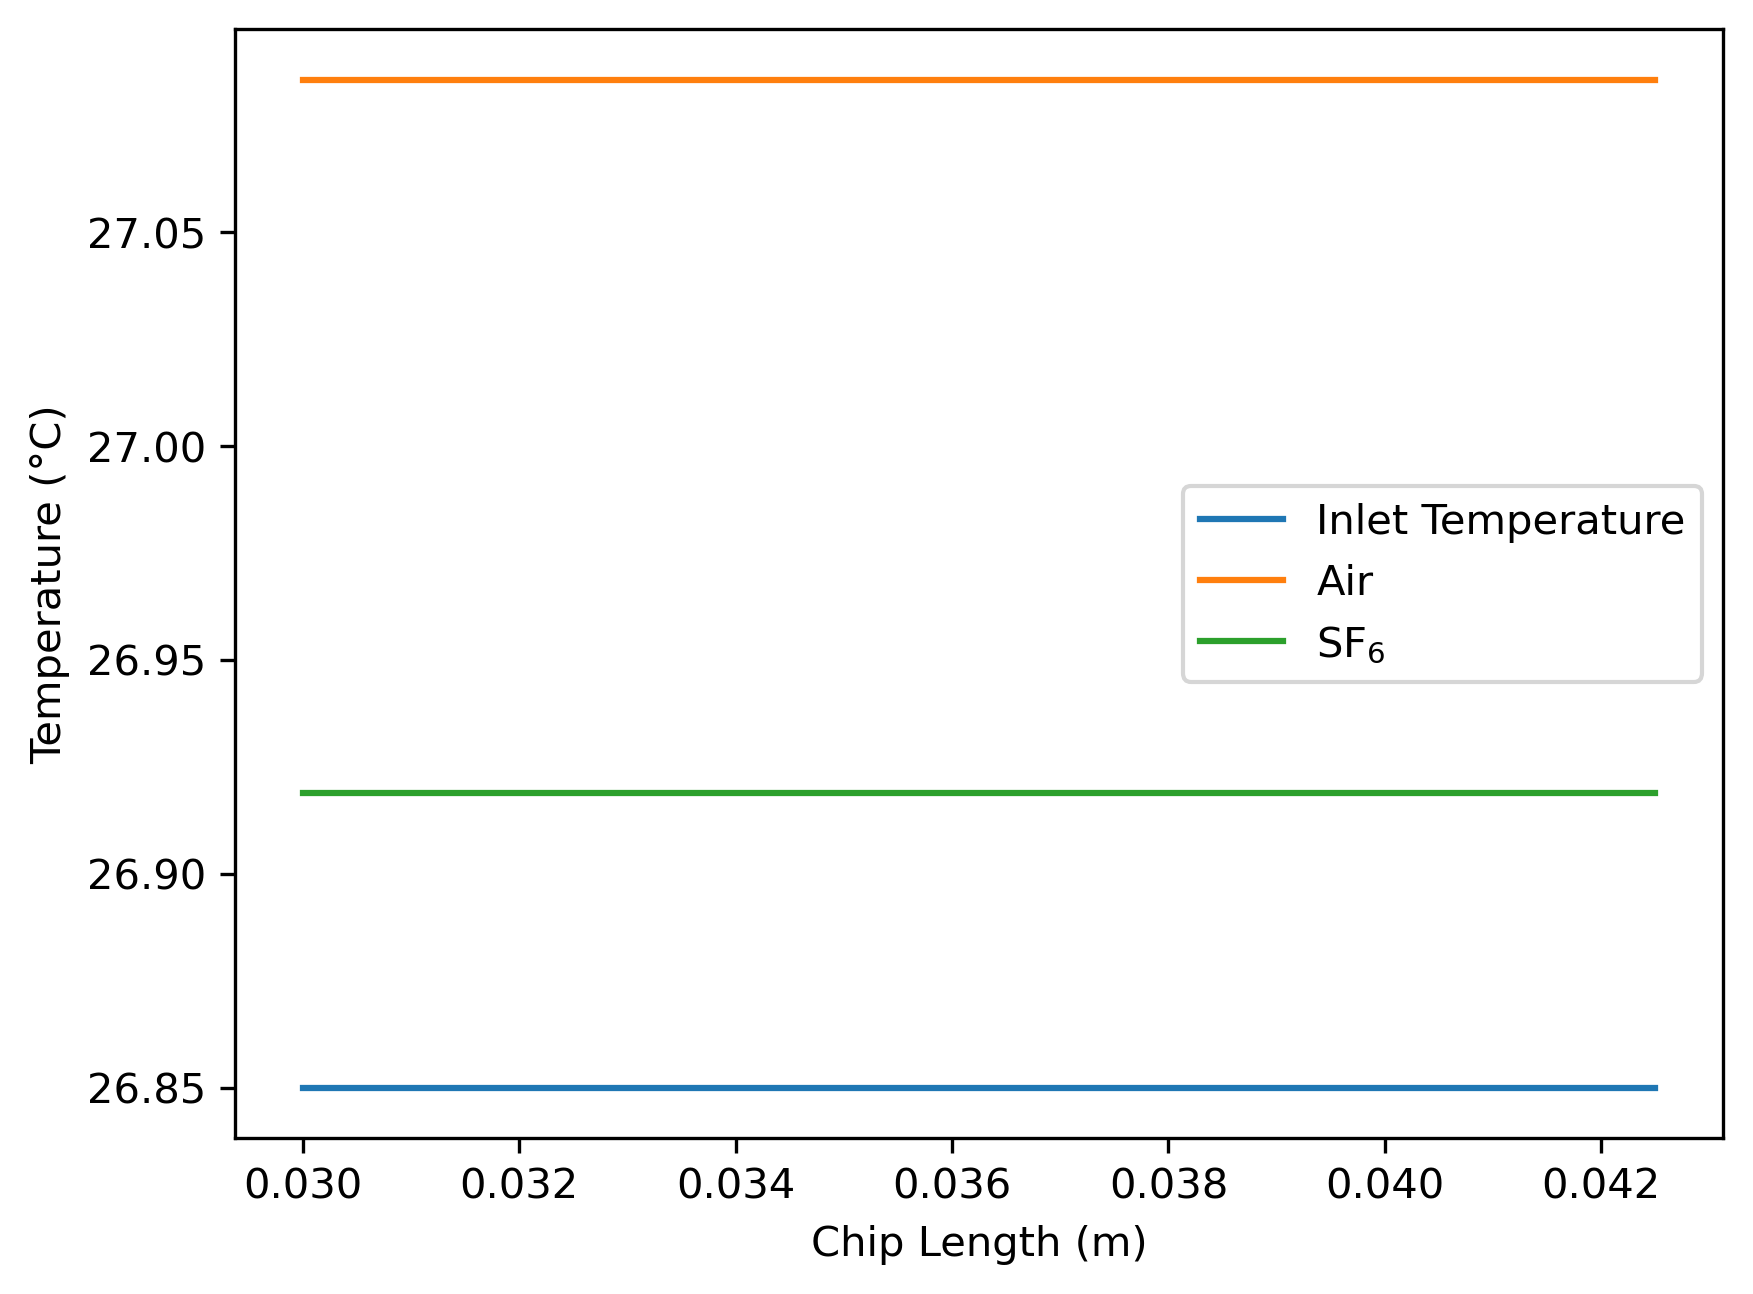 27.05
27.00
26.95
26.90
26.85
Temperature (°C)
Inlet Temperature
Air
SF₆
0.030 0.032 0.034 0.036 0.038 0.040 0.042
Chip Length (m)